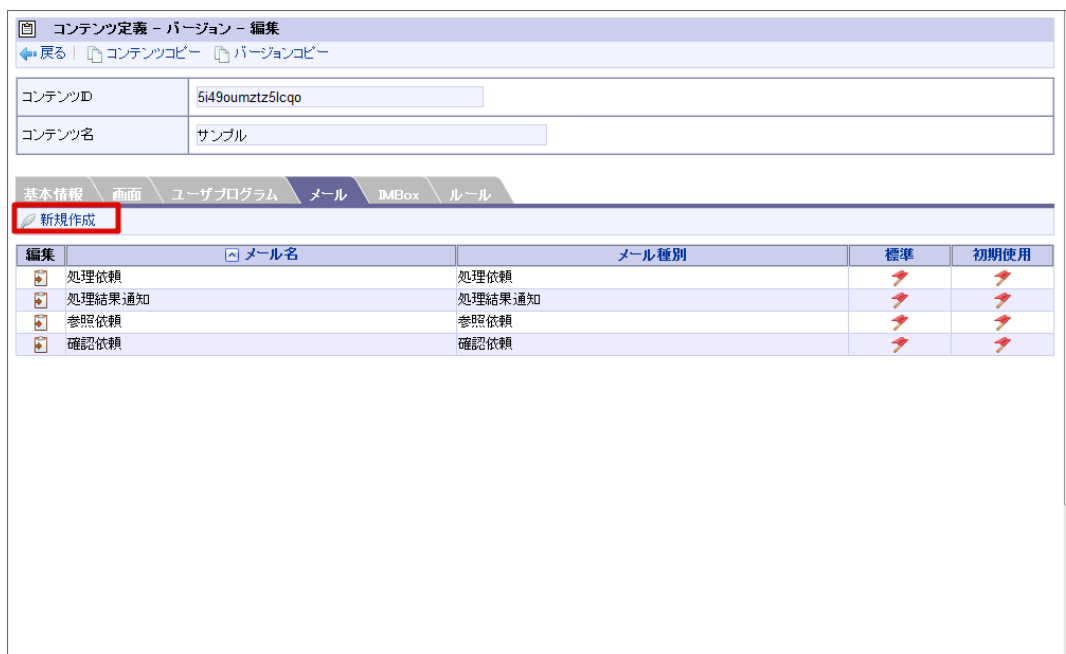 コンテンツ定義 - バージョン - 編集
戻る | コンテンツコピー バージョンコピー
コンテンツID 5i49oumztz5lcqo
コンテンツ名 サンプル
基本情報 画面 ユーザプログラム メール IMBox ルール
新規作成
編集 メール名 メール種別 標準 初期使用
処理依頼 処理依頼
処理結果通知 処理結果通知
参照依頼 参照依頼
確認依頼 確認依頼